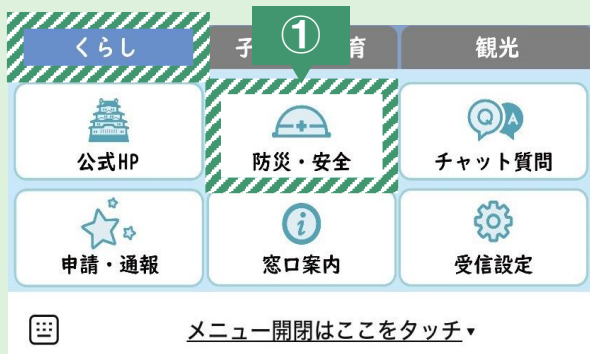 くらし
子 育
①
観光
公式HP
防災・安全
Q A
チャット質問
申請・通報
i
窓口案内
受信設定
メニュー開閉はここをタッチ▾